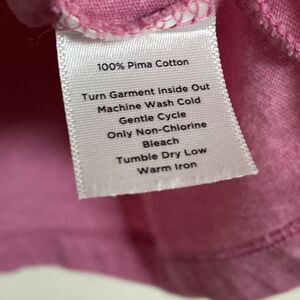 100% Pima Cotton
Turn Garment Inside Out
Machine Wash Cold
Gentle Cycle
Only Non-Chlorine
Bleach
Tumble Dry Low
Warm Iron